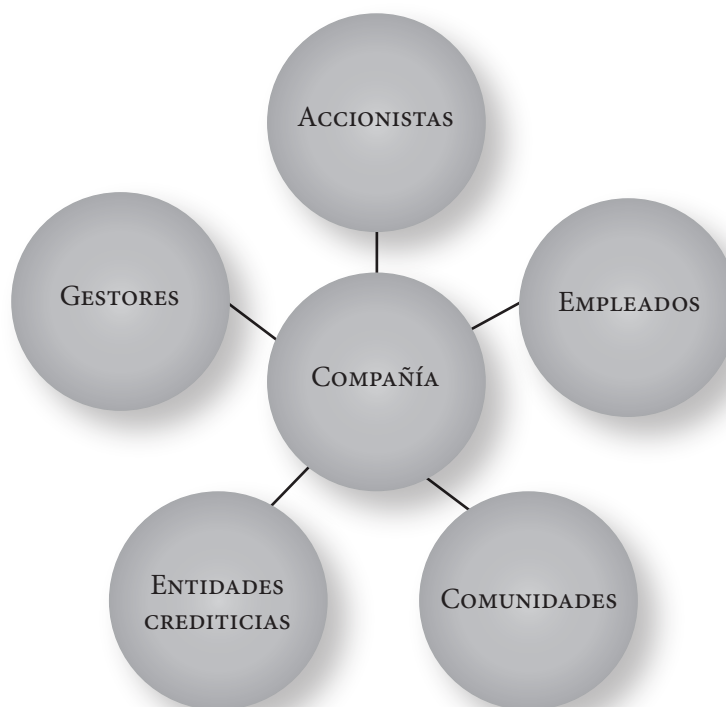 Accionistas
Gestores
Empleados
Compañía
Entidades
crediticias
Comunidades